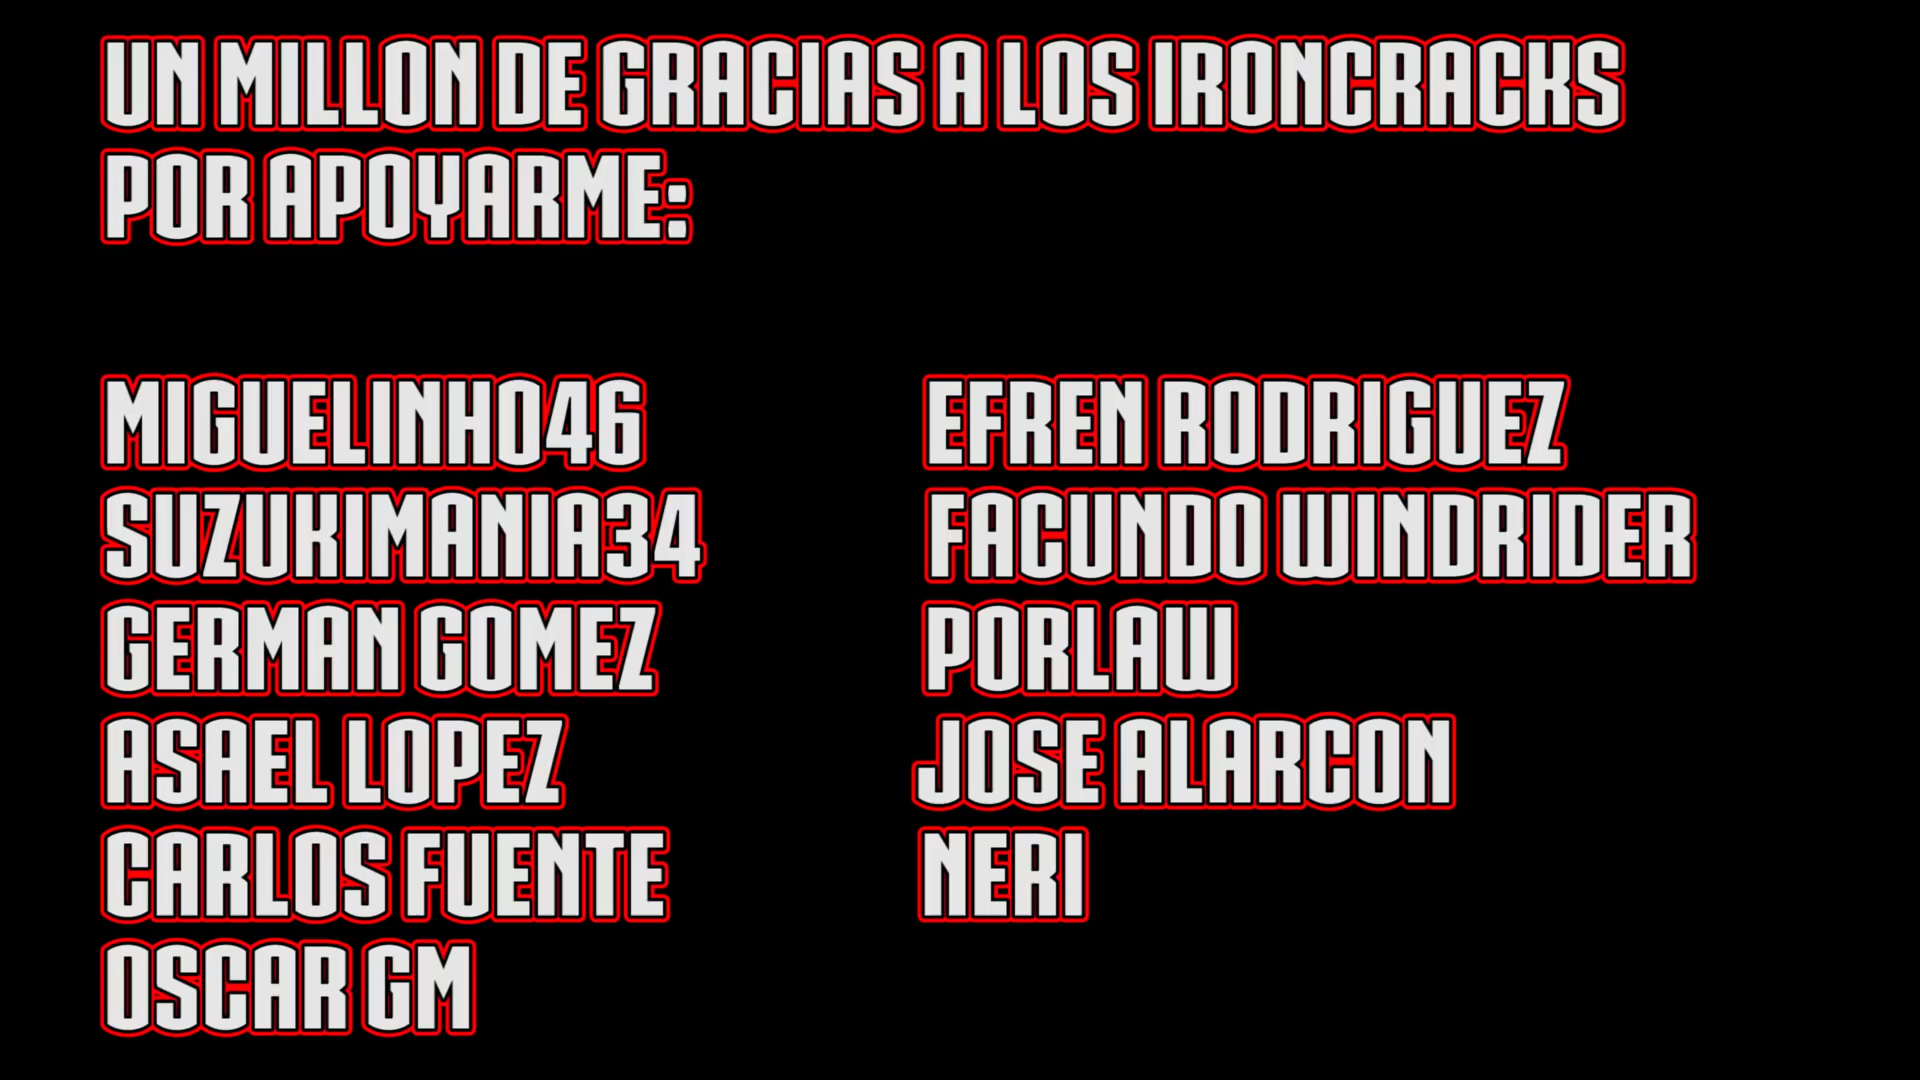 UN MILLON DE GRACIAS A LOS IRONCRACKS
POR APOYARME:
MIGUELINHO46
SUZUKIMANIA34
GERMAN GOMEZ
ASAEL LOPEZ
CARLOS FUENTE
OSCAR GM
EFREN RODRIGUEZ
FACUNDO WINDRIDER
PORLAW
JOSE ALARCON
NERI